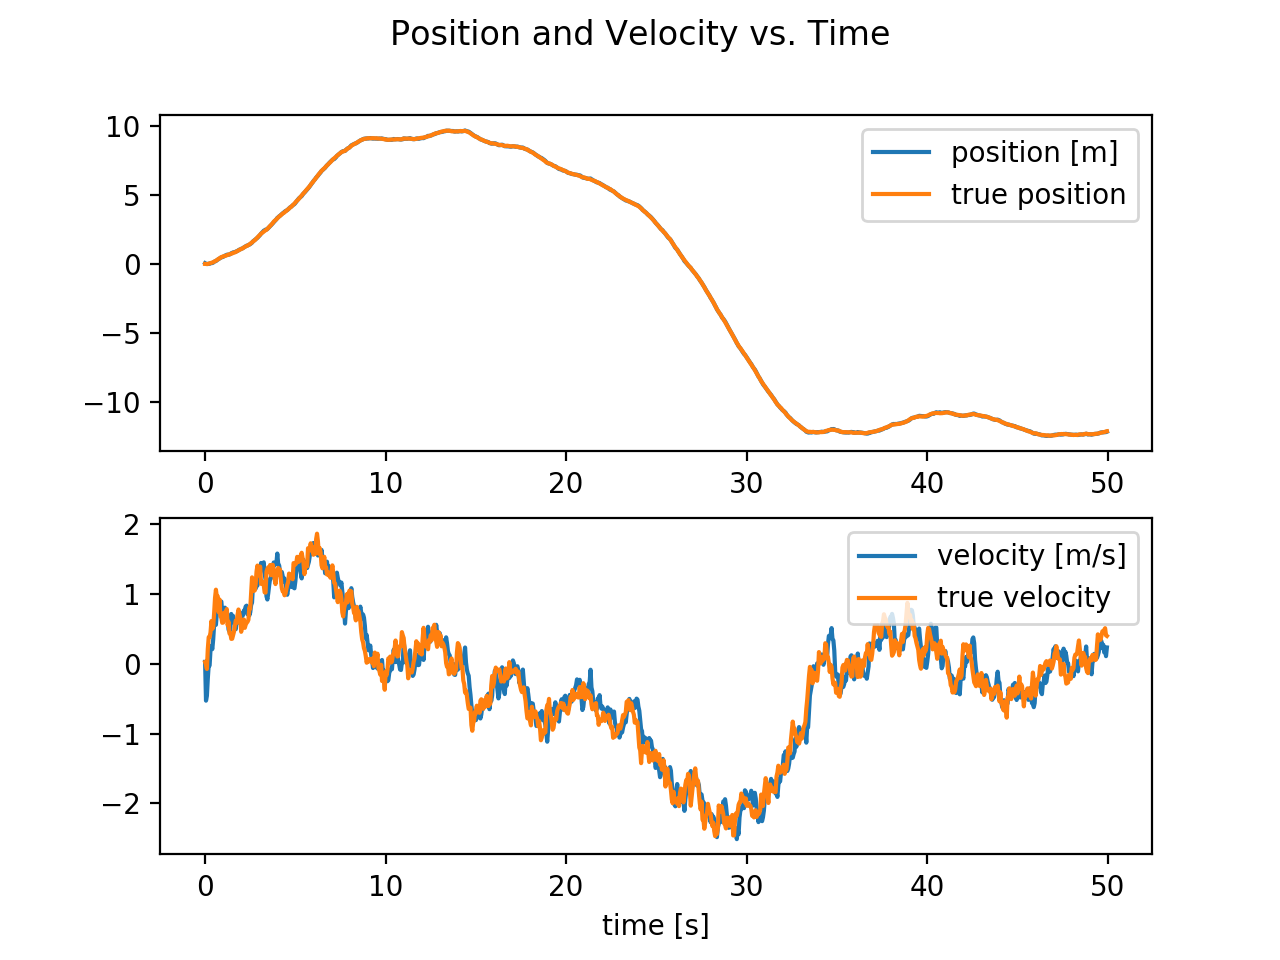 Position and Velocity vs. Time
10
5
0
−5
−10
position [m]
true position
0 10 20 30 40 50
2
1
0
−1
−2
velocity [m/s]
true velocity
0 10 20 30 40 50
time [s]